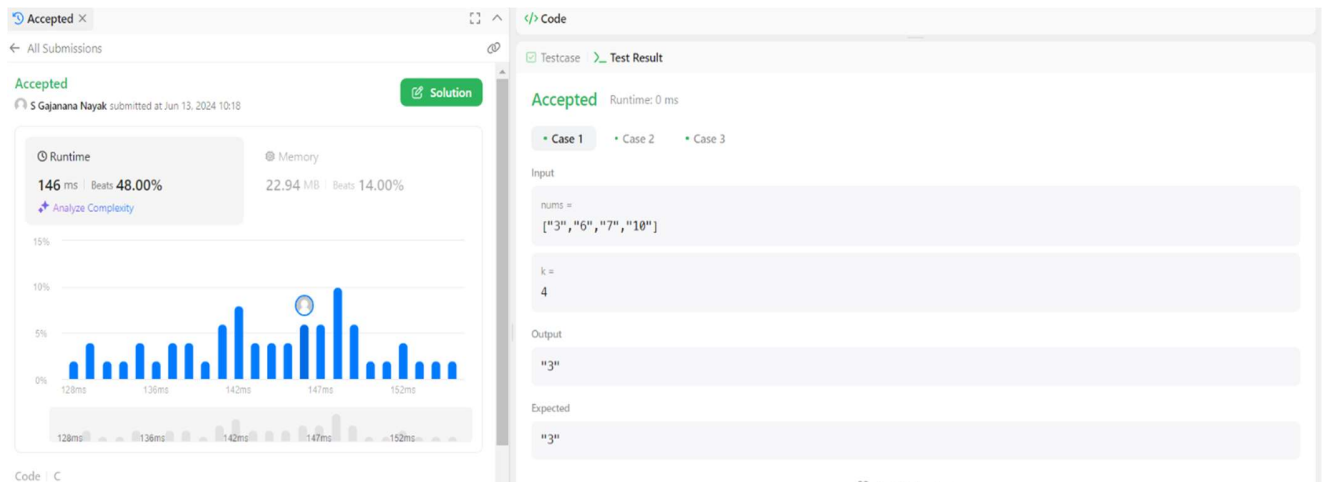 Accepted
All Submissions
Accepted
S Gajanana Nayak submitted at Jun 13, 2024 10:18
Solution
Runtime
146 ms Beats 48.00%
Analyze Complexity
Memory
22.94 MB Beats 14.00%
15%
10%
5%
0%
128ms 136ms 142ms 147ms 152ms
128ms 136ms 142ms 147ms 152ms
Code C
</> Code
Testcase >_ Test Result
Accepted Runtime: 0 ms
• Case 1 • Case 2 • Case 3
Input
nums =
["3","6","7","10"]
k =
4
Output
"3"
Expected
"3"